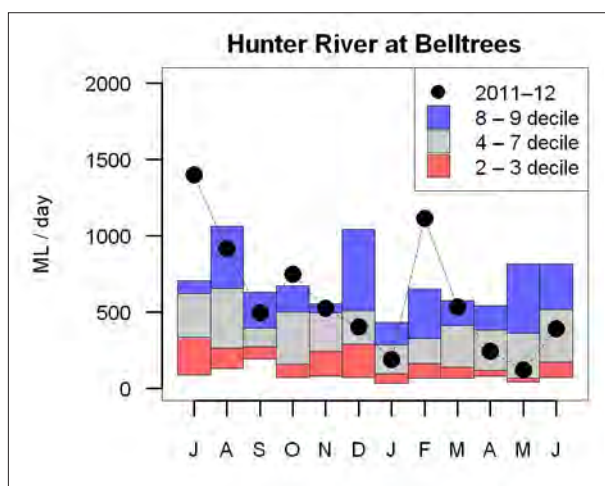 Hunter River at Belltrees
2000
1500
1000
500
0
ML / day
2011–12
8 – 9 decile
4 – 7 decile
2 – 3 decile
J A S O N D J F M A M J